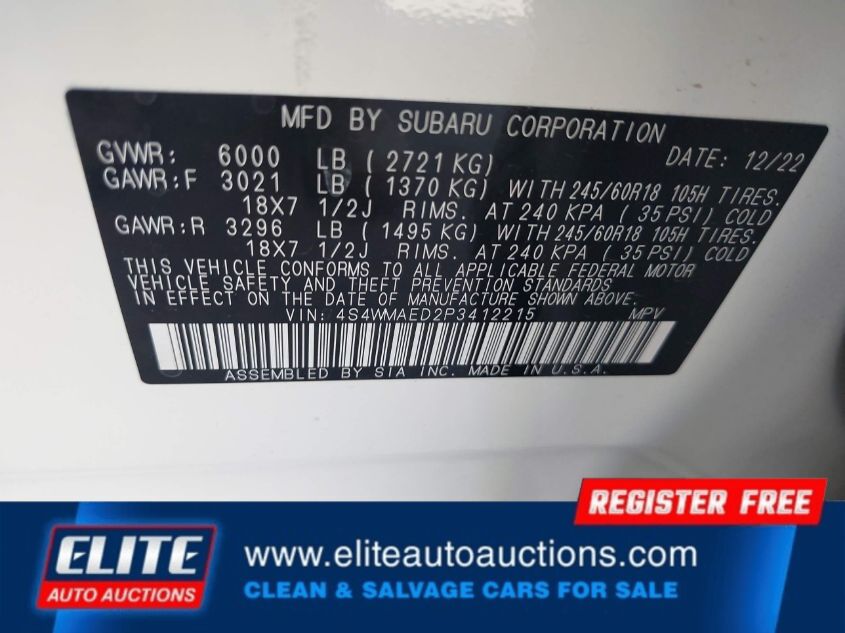 MFD BY SUBARU CORPORATION
GVWR: 6000 LB (2721 KG) DATE: 12/22
GAWR:F 3021 LB (1370 KG) WITH 245/60R18 105H TIRES.
18X7 1/2J RIMS. AT 240 KPA (35 PSI) COLD
GAWR:R 3296 LB (1495 KG) WITH 245/60R18 105H TIRES.
18X7 1/2J RIMS. AT 240 KPA (35 PSI) COLD
THIS VEHICLE CONFORMS TO ALL APPLICABLE FEDERAL MOTOR
VEHICLE SAFETY AND THEFT PREVENTION STANDARDS
IN EFFECT ON THE DATE OF MANUFACTURE SHOWN ABOVE.
VIN: 4S4WMAED2P3412215 MPV
ASSEMBLED BY SIA INC. MADE IN U.S.A.
REGISTER FREE
ELITE
AUTO AUCTIONS
www.eliteautoauctions.com
CLEAN & SALVAGE CARS FOR SALE